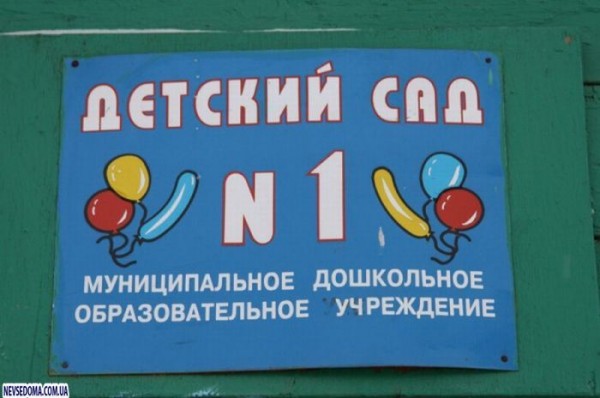 ДЕТСКИЙ САД
N 1
МУНИЦИПАЛЬНОЕ ДОШКОЛЬНОЕ
ОБРАЗОВАТЕЛЬНОЕ УЧРЕЖДЕНИЕ
NEVSEDOMA.COM.UA